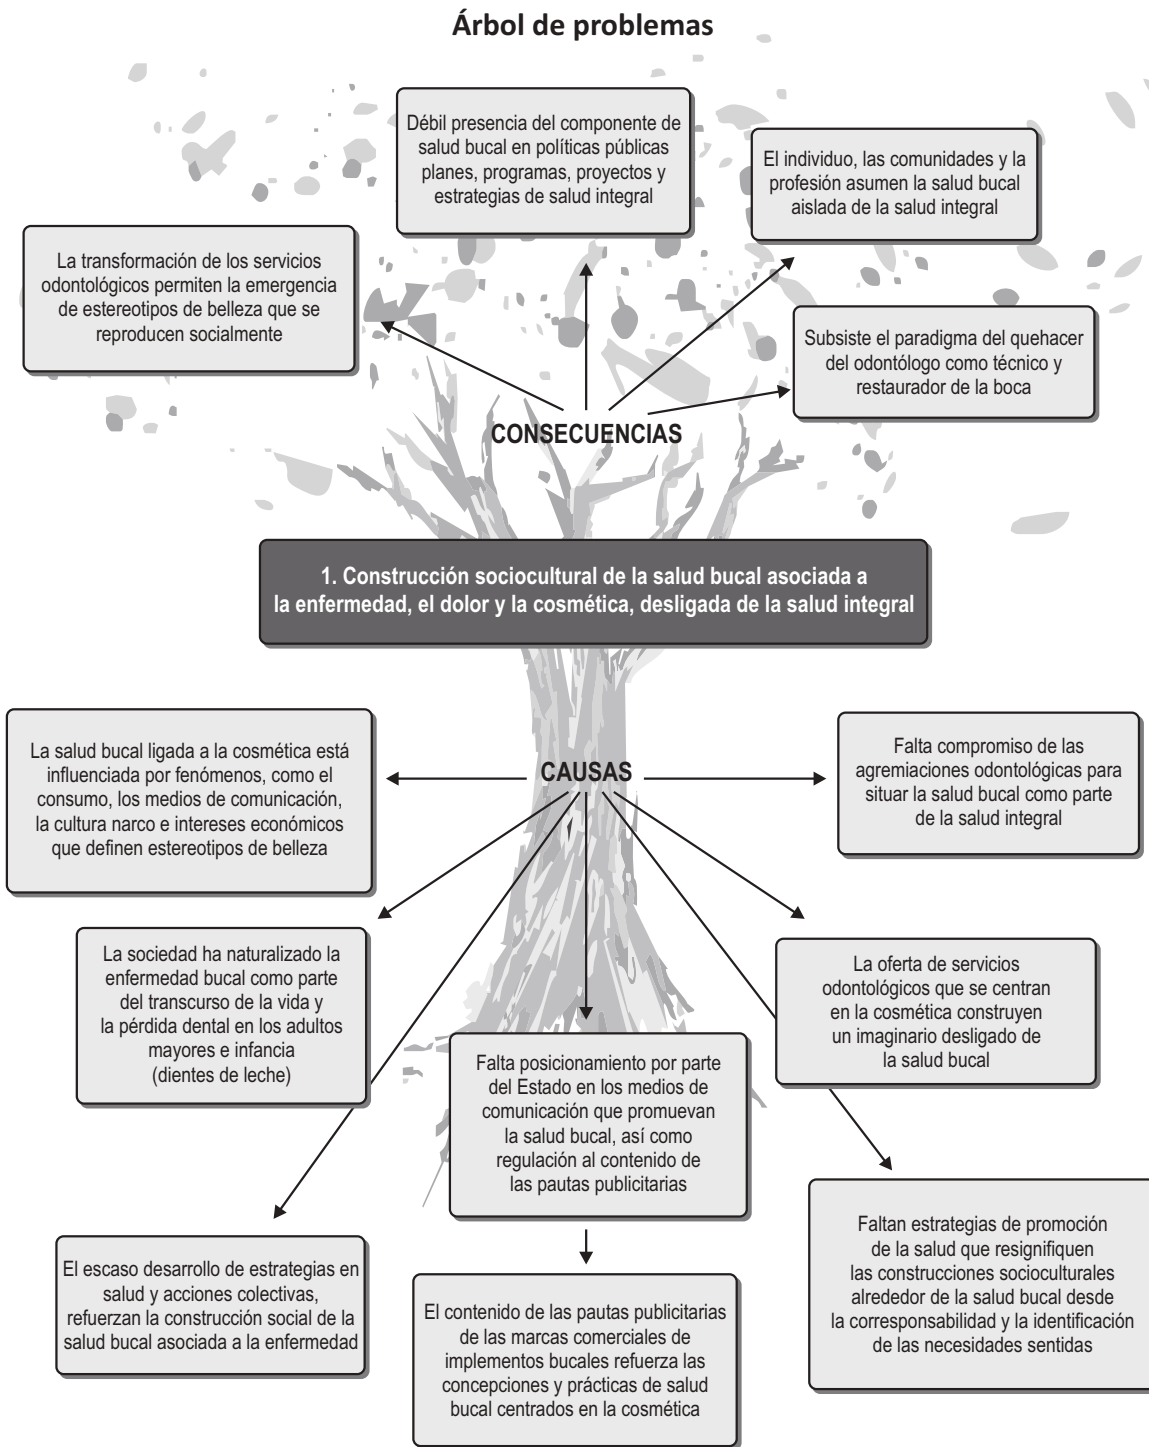 Árbol de problemas
Débil presencia del componente de
salud bucal en políticas públicas
planes, programas, proyectos y
estrategias de salud integral
El individuo, las comunidades y la
profesión asumen la salud bucal
aislada de la salud integral
La transformación de los servicios
odontológicos permiten la emergencia
de estereotipos de belleza que se
reproducen socialmente
Subsiste el paradigma del quehacer
del odontólogo como técnico y
restaurador de la boca
CONSECUENCIAS
1. Construcción sociocultural de la salud bucal asociada a
la enfermedad, el dolor y la cosmética, desligada de la salud integral
CAUSAS
La salud bucal ligada a la cosmética está
influenciada por fenómenos, como el
consumo, los medios de comunicación,
la cultura narco e intereses económicos
que definen estereotipos de belleza
Falta compromiso de las
agremiaciones odontológicas para
situar la salud bucal como parte
de la salud integral
La sociedad ha naturalizado la
enfermedad bucal como parte
del transcurso de la vida y
la pérdida dental en los adultos
mayores e infancia
(dientes de leche)
La oferta de servicios
odontológicos que se centran
en la cosmética construyen
un imaginario desligado de
la salud bucal
Falta posicionamiento por parte
del Estado en los medios de
comunicación que promuevan
la salud bucal, así como
regulación al contenido de
las pautas publicitarias
El escaso desarrollo de estrategias en
salud y acciones colectivas,
refuerzan la construcción social de la
salud bucal asociada a la enfermedad
El contenido de las pautas publicitarias
de las marcas comerciales de
implementos bucales refuerza las
concepciones y prácticas de salud
bucal centrados en la cosmética
Faltan estrategias de promoción
de la salud que resignifiquen
las construcciones socioculturales
alrededor de la salud bucal desde
la corresponsabilidad y la identificación
de las necesidades sentidas